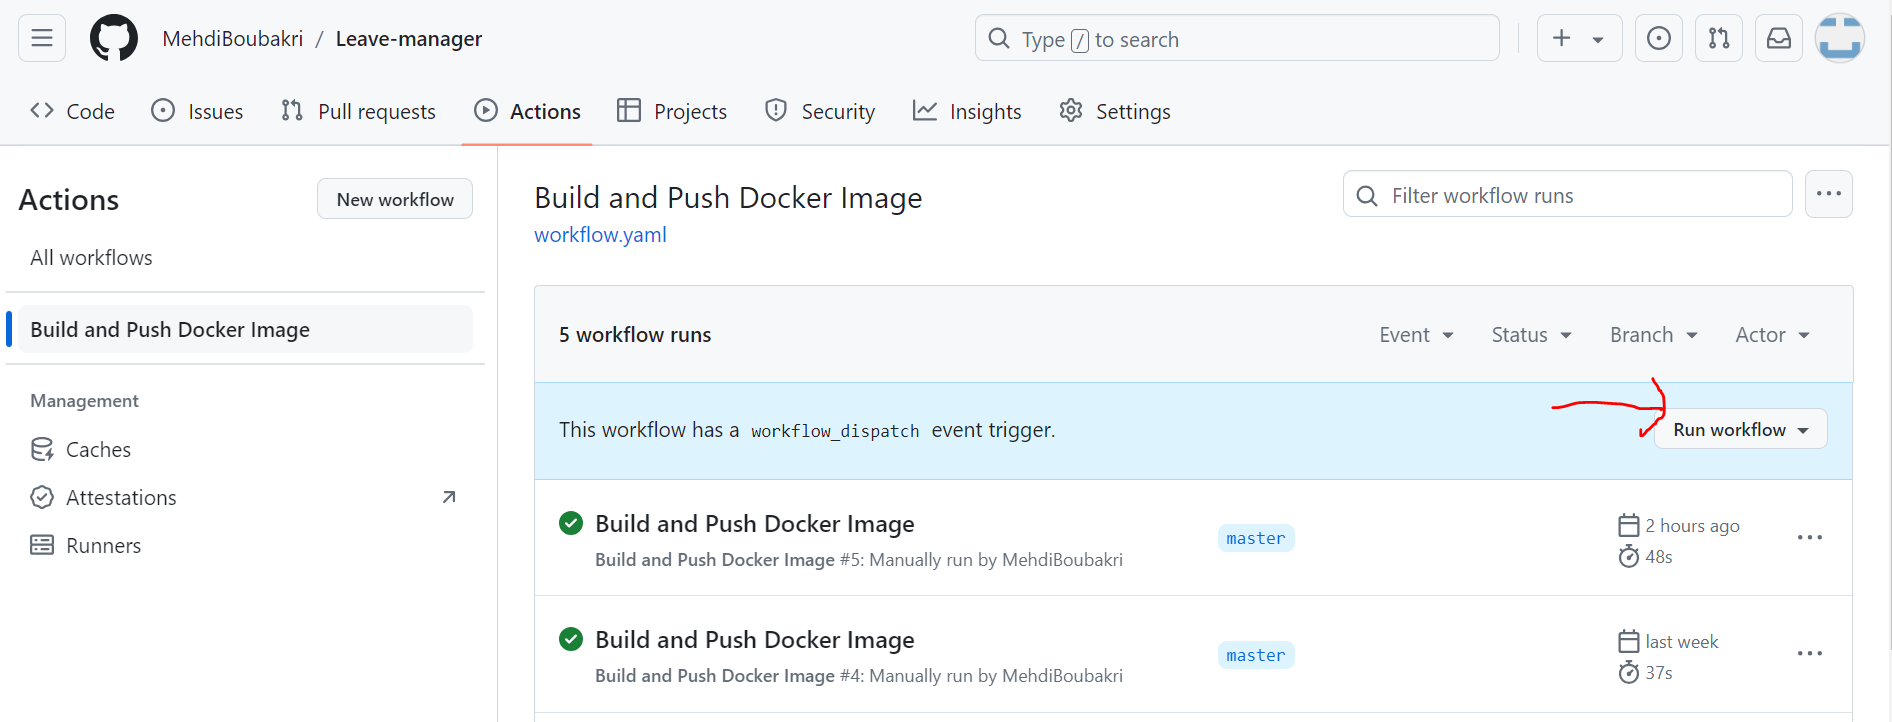 MehdiBoubakri / Leave-manager
Type / to search
Code Issues Pull requests Actions Projects Security Insights Settings
Actions
New workflow
All workflows
Build and Push Docker Image
Management
Caches
Attestations
Runners
Build and Push Docker Image
workflow.yaml
Filter workflow runs
5 workflow runs
Event Status Branch Actor
This workflow has a workflow_dispatch event trigger.
Run workflow
Build and Push Docker Image
Build and Push Docker Image #5: Manually run by MehdiBoubakri
master
2 hours ago
48s
Build and Push Docker Image
Build and Push Docker Image #4: Manually run by MehdiBoubakri
master
last week
37s